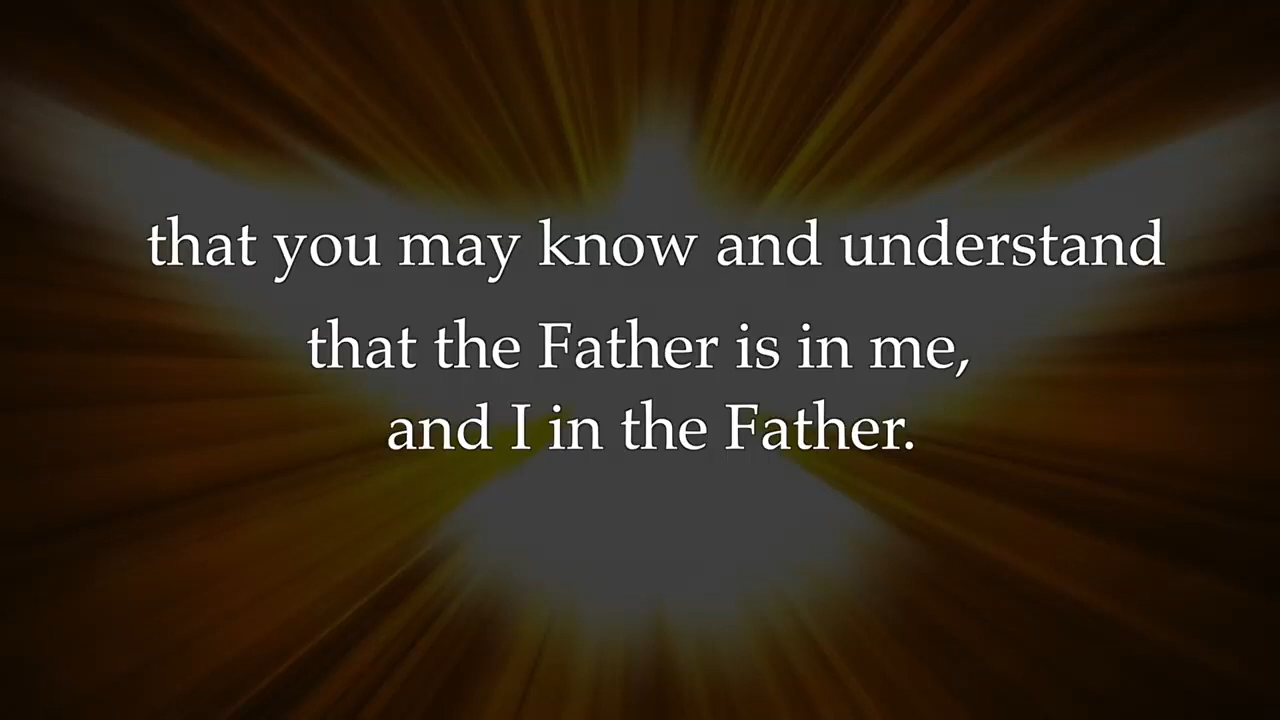 that you may know and understand
that the Father is in me,
and I in the Father.